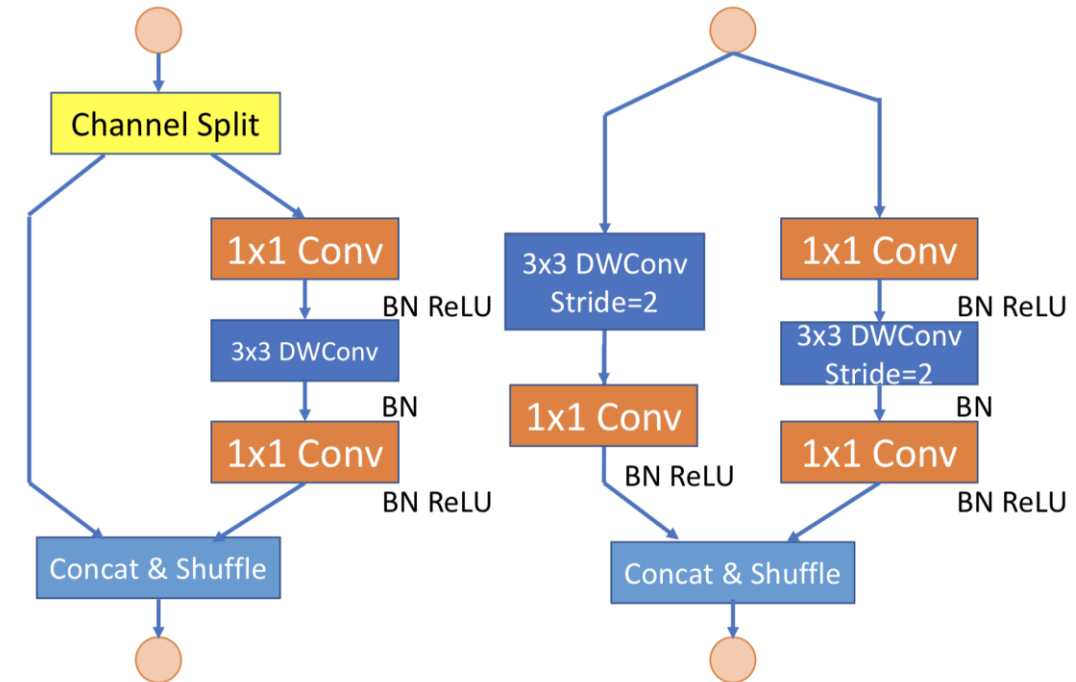 Channel Split
1x1 Conv
BN ReLU
3x3 DWConv
BN
1x1 Conv
BN ReLU
Concat & Shuffle
3x3 DWConv
Stride=2
1x1 Conv
BN ReLU
1x1 Conv
BN ReLU
3x3 DWConv
Stride=2
BN
1x1 Conv
BN ReLU
Concat & Shuffle